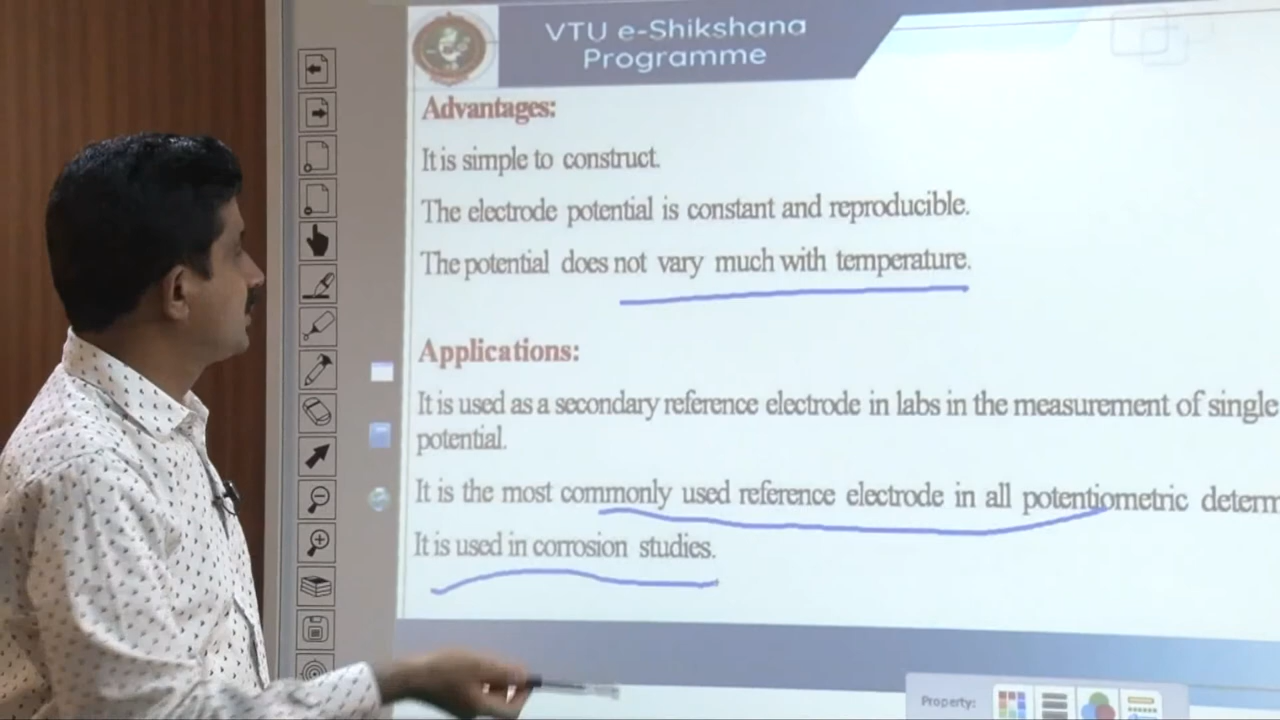 VTU e-Shikshana
Programme
Advantages:
It is simple to construct.
The electrode potential is constant and reproducible.
The potential does not vary much with temperature.
Applications:
It is used as a secondary reference electrode in labs in the measurement of single
potential.
It is the most commonly used reference electrode in all potentiometric determ
It is used in corrosion studies.
Property: